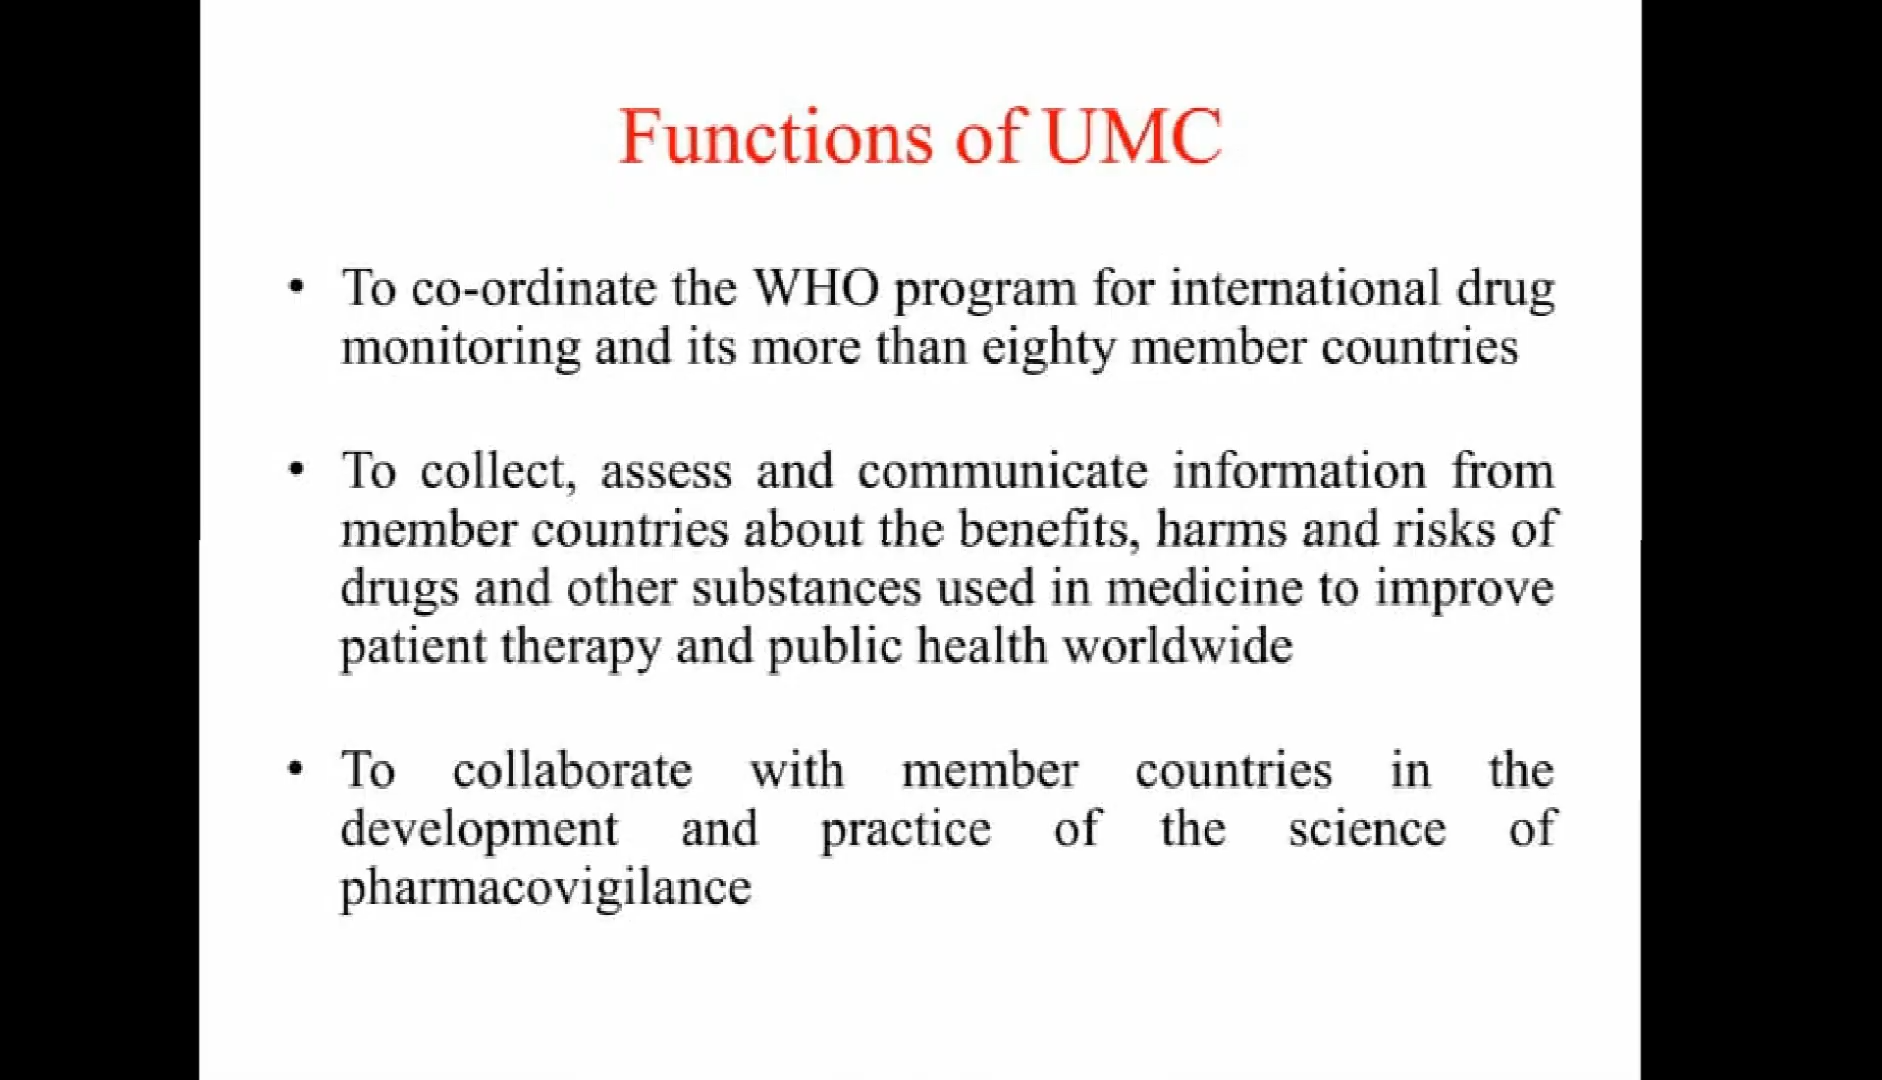 Functions of UMC
• To co-ordinate the WHO program for international drug
monitoring and its more than eighty member countries
• To collect, assess and communicate information from
member countries about the benefits, harms and risks of
drugs and other substances used in medicine to improve
patient therapy and public health worldwide
• To collaborate with member countries in the
development and practice of the science of
pharmacovigilance